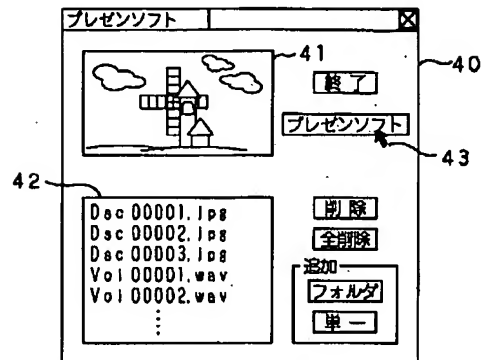 プレゼンソフト
41
40
終了
プレゼンソフト
43
42
Dsc00001.jpg
Dsc00002.jpg
Dsc00003.jpg
Vol00001.wav
Vol00002.wav
削除
全削除
追加
フォルダ
単一